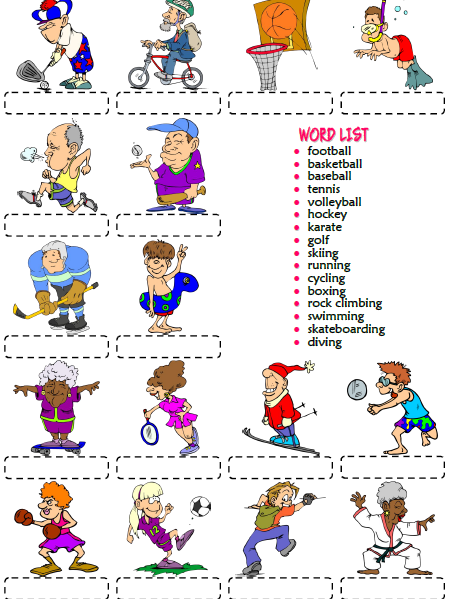 WORD LIST
football
basketball
baseball
tennis
volleyball
hockey
karate
golf
skiing
running
cycling
boxing
rock climbing
swimming
skateboarding
diving